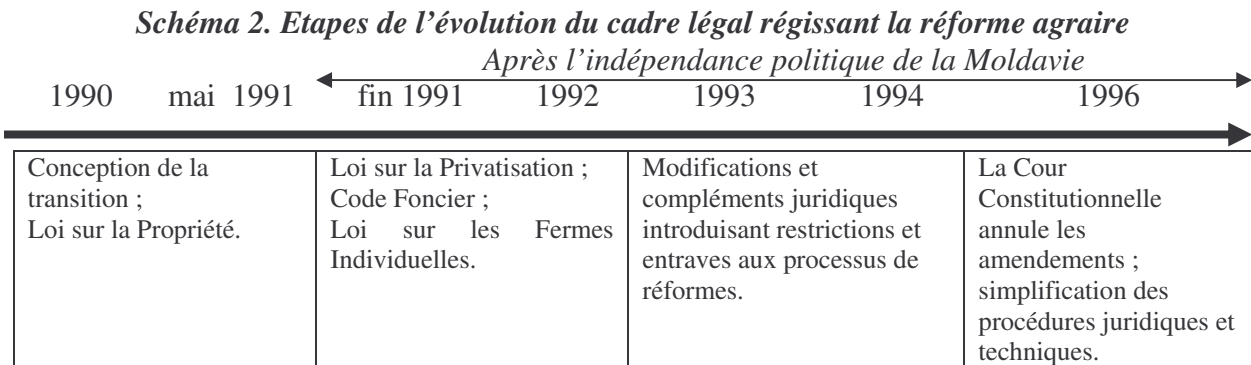 Schéma 2. Etapes de l'évolution du cadre légal régissant la réforme agraire
Après l'indépendance politique de la Moldavie
1990 mai 1991 fin 1991 1992 1993 1994 1996
Conception de la
transition ;
Loi sur la Propriété.
Loi sur la Privatisation ;
Code Foncier ;
Loi sur les Fermes
Individuelles.
Modifications et
compléments juridiques
introduisant restrictions et
entraves aux processus de
réformes.
La Cour
Constitutionnelle
annule les
amendements ;
simplification des
procédures juridiques et
techniques.